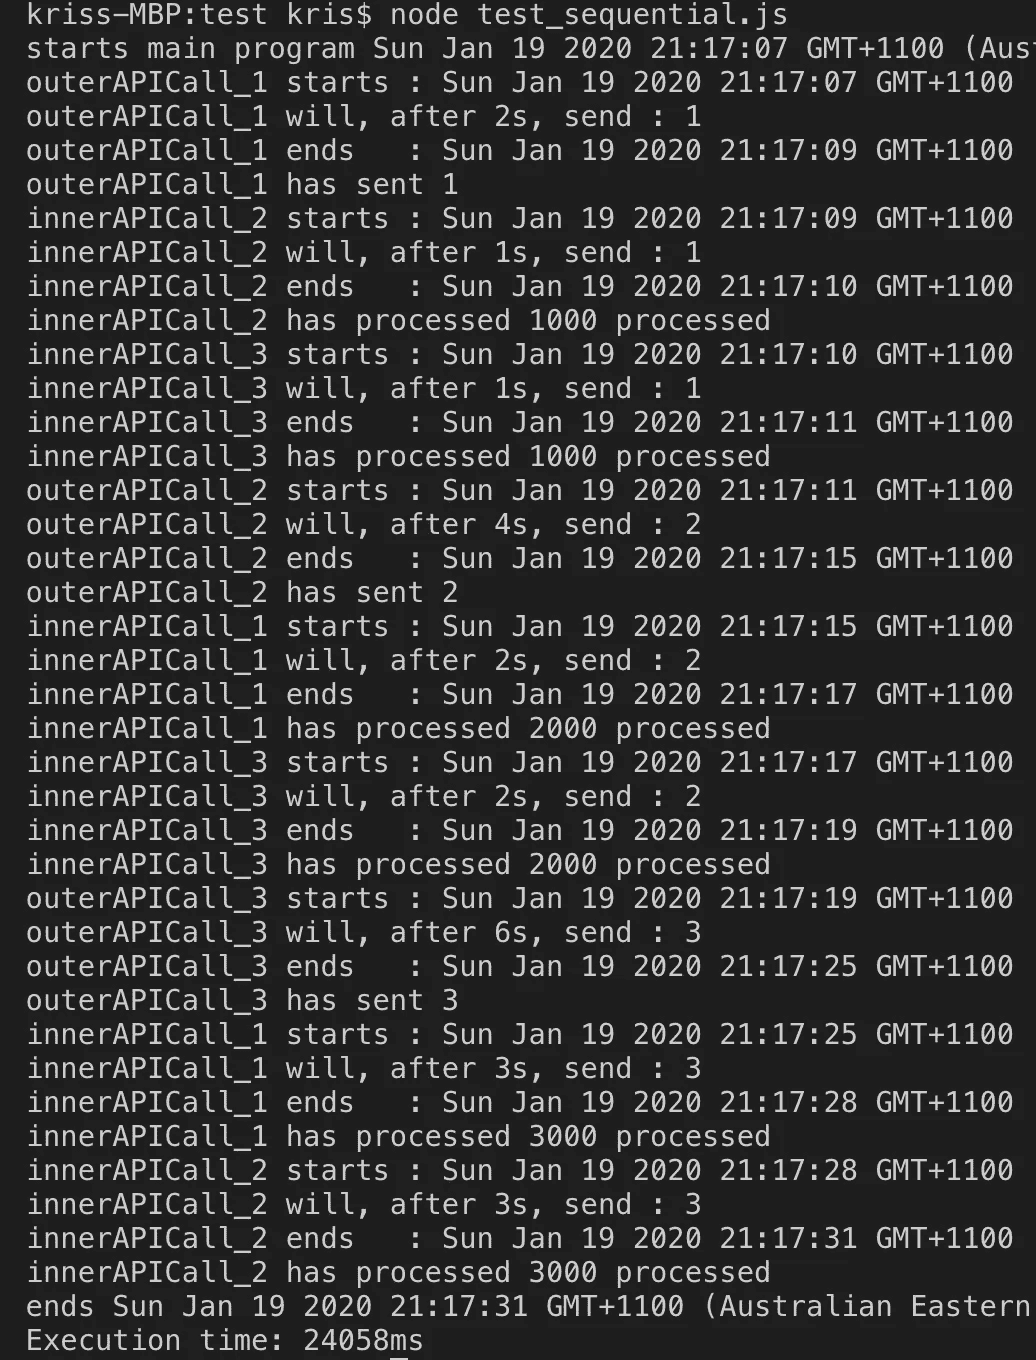 kriss-MBP:test kris$ node test_sequential.js
starts main program Sun Jan 19 2020 21:17:07 GMT+1100 (Aus
outerAPICall_1 starts : Sun Jan 19 2020 21:17:07 GMT+1100
outerAPICall_1 will, after 2s, send : 1
outerAPICall_1 ends   : Sun Jan 19 2020 21:17:09 GMT+1100
outerAPICall_1 has sent 1
innerAPICall_2 starts : Sun Jan 19 2020 21:17:09 GMT+1100
innerAPICall_2 will, after 1s, send : 1
innerAPICall_2 ends   : Sun Jan 19 2020 21:17:10 GMT+1100
innerAPICall_2 has processed 1000 processed
innerAPICall_3 starts : Sun Jan 19 2020 21:17:10 GMT+1100
innerAPICall_3 will, after 1s, send : 1
innerAPICall_3 ends   : Sun Jan 19 2020 21:17:11 GMT+1100
innerAPICall_3 has processed 1000 processed
outerAPICall_2 starts : Sun Jan 19 2020 21:17:11 GMT+1100
outerAPICall_2 will, after 4s, send : 2
outerAPICall_2 ends   : Sun Jan 19 2020 21:17:15 GMT+1100
outerAPICall_2 has sent 2
innerAPICall_1 starts : Sun Jan 19 2020 21:17:15 GMT+1100
innerAPICall_1 will, after 2s, send : 2
innerAPICall_1 ends   : Sun Jan 19 2020 21:17:17 GMT+1100
innerAPICall_1 has processed 2000 processed
innerAPICall_3 starts : Sun Jan 19 2020 21:17:17 GMT+1100
innerAPICall_3 will, after 2s, send : 2
innerAPICall_3 ends   : Sun Jan 19 2020 21:17:19 GMT+1100
innerAPICall_3 has processed 2000 processed
outerAPICall_3 starts : Sun Jan 19 2020 21:17:19 GMT+1100
outerAPICall_3 will, after 6s, send : 3
outerAPICall_3 ends   : Sun Jan 19 2020 21:17:25 GMT+1100
outerAPICall_3 has sent 3
innerAPICall_1 starts : Sun Jan 19 2020 21:17:25 GMT+1100
innerAPICall_1 will, after 3s, send : 3
innerAPICall_1 ends   : Sun Jan 19 2020 21:17:28 GMT+1100
innerAPICall_1 has processed 3000 processed
innerAPICall_2 starts : Sun Jan 19 2020 21:17:28 GMT+1100
innerAPICall_2 will, after 3s, send : 3
innerAPICall_2 ends   : Sun Jan 19 2020 21:17:31 GMT+1100
innerAPICall_2 has processed 3000 processed
ends Sun Jan 19 2020 21:17:31 GMT+1100 (Australian Eastern
Execution time: 24058ms